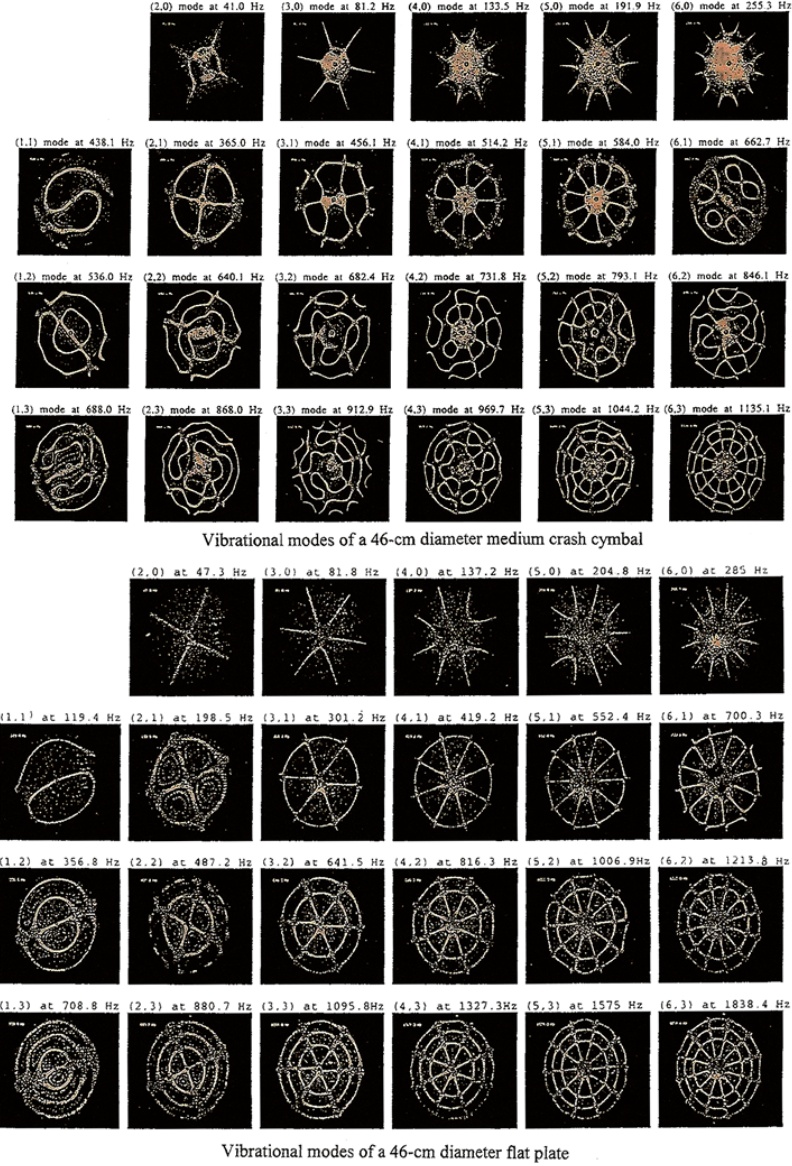 (2,0) mode at 41.0 Hz (3,0) mode at 81.2 Hz (4,0) mode at 133.5 Hz (5,0) mode at 191.9 Hz (6,0) mode at 255.3 Hz
(1,1) mode at 438.1 Hz (2,1) mode at 365.0 Hz (3,1) mode at 456.1 Hz (4,1) mode at 514.2 Hz (5,1) mode at 584.0 Hz (6,1) mode at 662.7 Hz
(1,2) mode at 536.0 Hz (2,2) mode at 640.1 Hz (3,2) mode at 682.4 Hz (4,2) mode at 731.8 Hz (5,2) mode at 793.1 Hz (6,2) mode at 846.1 Hz
(1,3) mode at 688.0 Hz (2,3) mode at 868.0 Hz (3,3) mode at 912.9 Hz (4,3) mode at 969.7 Hz (5,3) mode at 1044.2 Hz (6,3) mode at 1135.1 Hz
Vibrational modes of a 46-cm diameter medium crash cymbal
(2,0) at 47.3 Hz (3,0) at 81.8 Hz (4,0) at 137.2 Hz (5,0) at 204.8 Hz (6,0) at 285 Hz
(1,1) at 119.4 Hz (2,1) at 198.5 Hz (3,1) at 301.2 Hz (4,1) at 419.2 Hz (5,1) at 552.4 Hz (6,1) at 700.3 Hz
(1,2) at 356.8 Hz (2,2) at 487.2 Hz (3,2) at 641.5 Hz (4,2) at 816.3 Hz (5,2) at 1006.9Hz (6,2) at 1213.8 Hz
(1,3) at 708.8 Hz (2,3) at 880.7 Hz (3,3) at 1095.8Hz (4,3) at 1327.3Hz (5,3) at 1575 Hz (6,3) at 1838.4 Hz
Vibrational modes of a 46-cm diameter flat plate